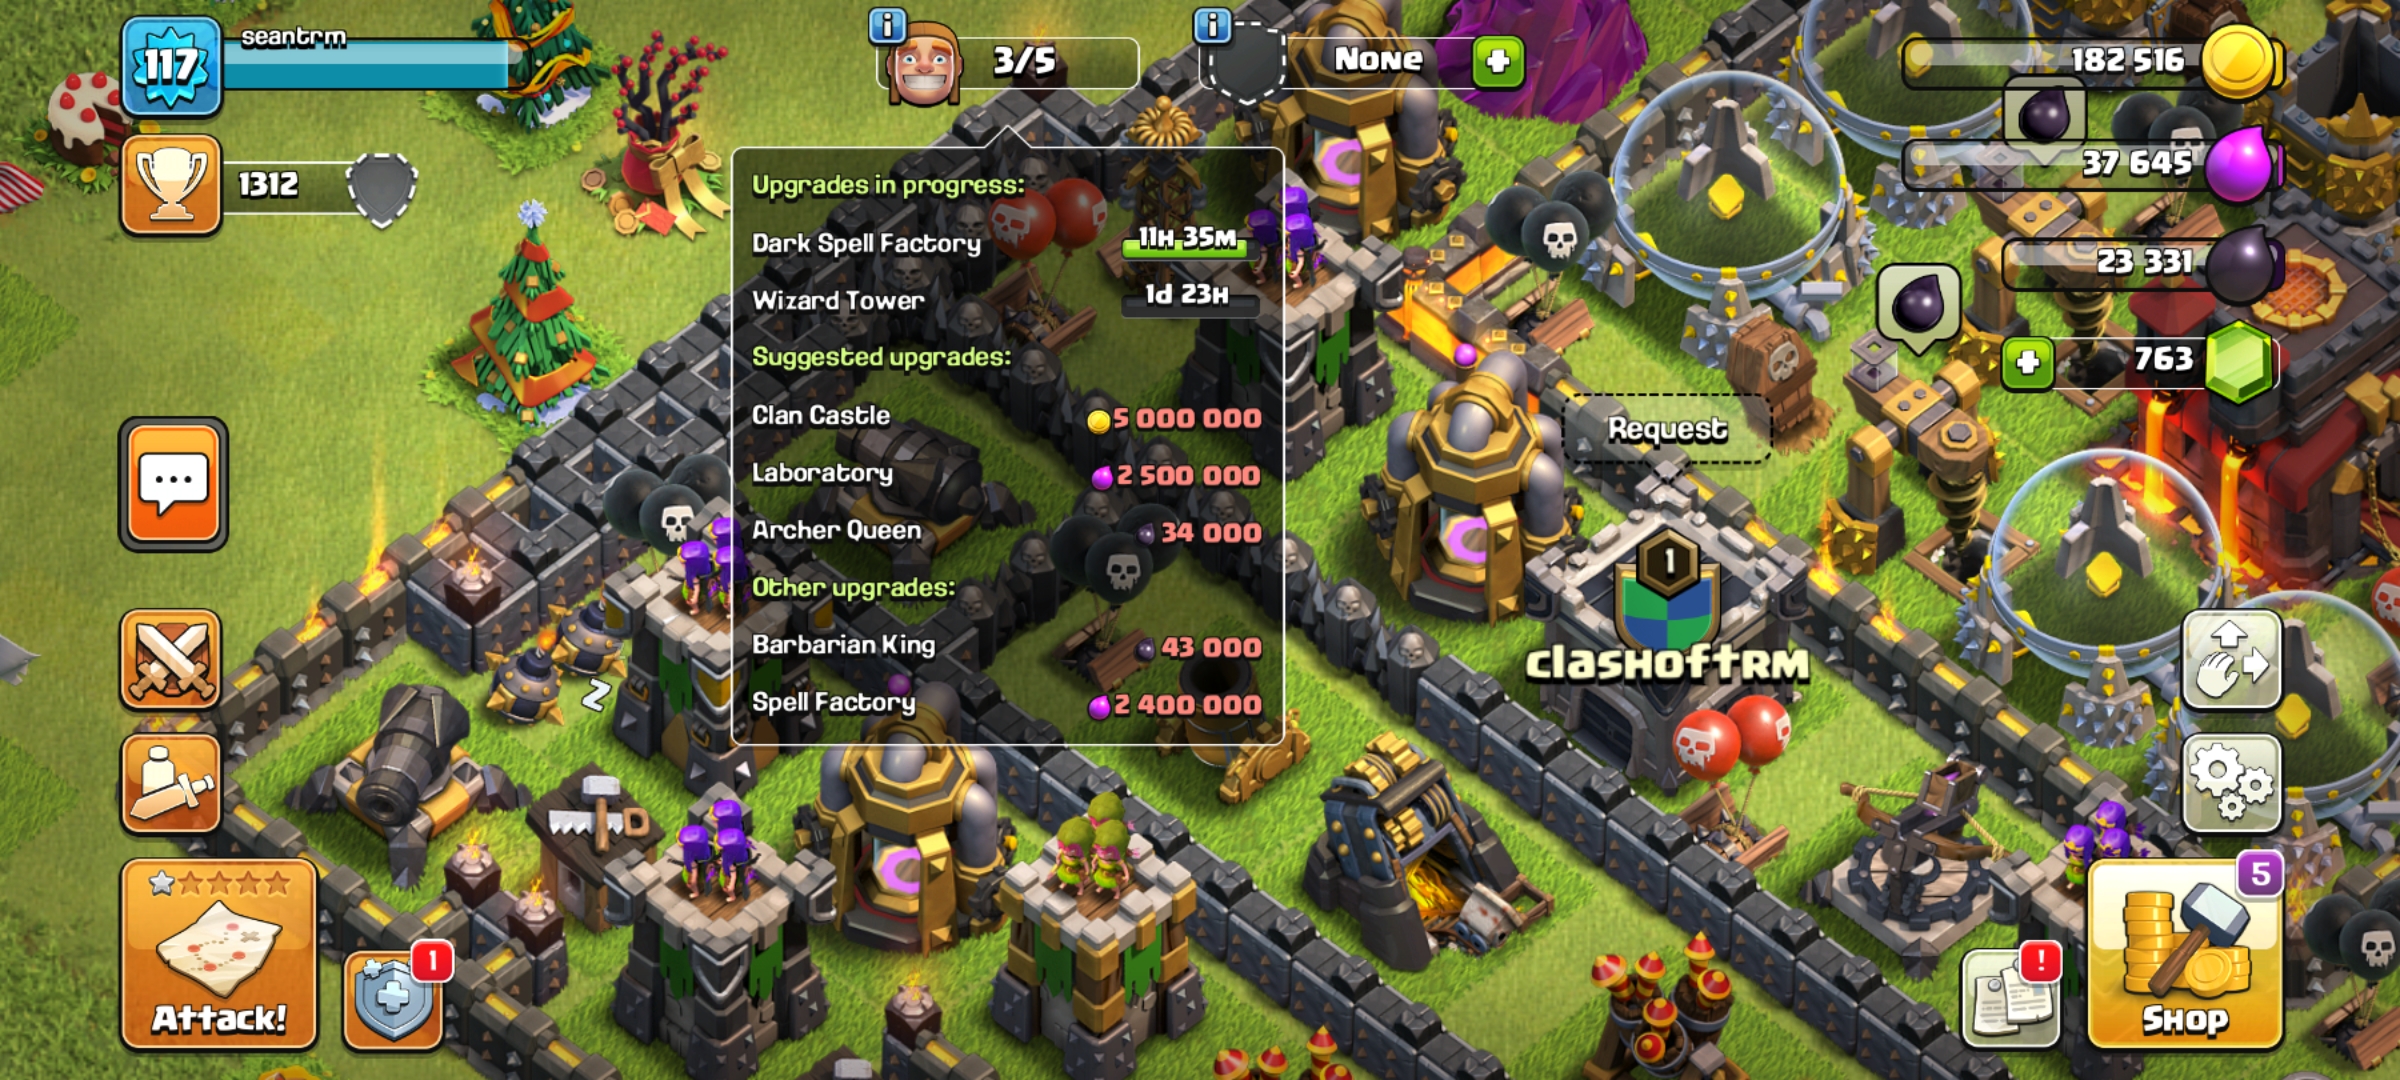 117
seantrm
3/5
None
182 516
1312
37 645
23 331
763
Upgrades in progress:
Dark Spell Factory 11H 35M
Wizard Tower 1d 23H
Suggested upgrades:
Clan Castle 5 000 000
Laboratory 2 500 000
Archer Queen 34 000
Other upgrades:
Barbarian King 43 000
Spell Factory 2 400 000
Request
1
clashoftrm
Z
Attack!
1
5
!
Shop